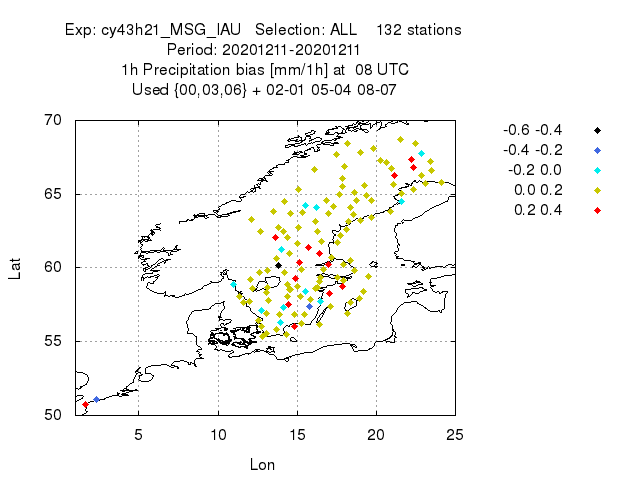 Exp: cy43h21_MSG_IAU Selection: ALL 132 stations
Period: 20201211-20201211
1h Precipitation bias [mm/1h] at 08 UTC
Used {00,03,06} + 02-01 05-04 08-07
-0.6 -0.4
-0.4 -0.2
-0.2 0.0
0.0 0.2
0.2 0.4
70
65
60
55
50
Lat
5 10 15 20 25
Lon